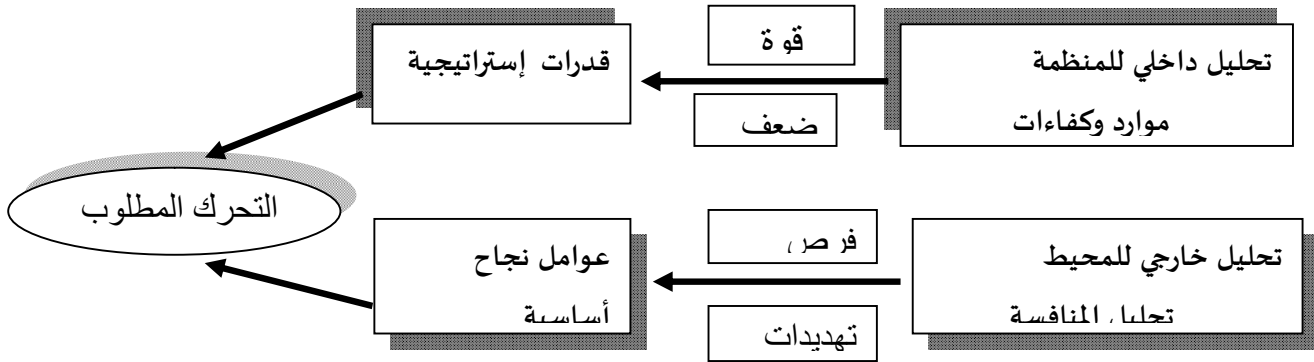 تحليل داخلي للمنظمة
موارد وكفاءات
قوة
ضعف
قدرات إستراتيجية
التحرك المطلوب
تحليل خارجي للمحيط
تحليل المنافسة
فرص
تهديدات
عوامل نجاح
أساسية